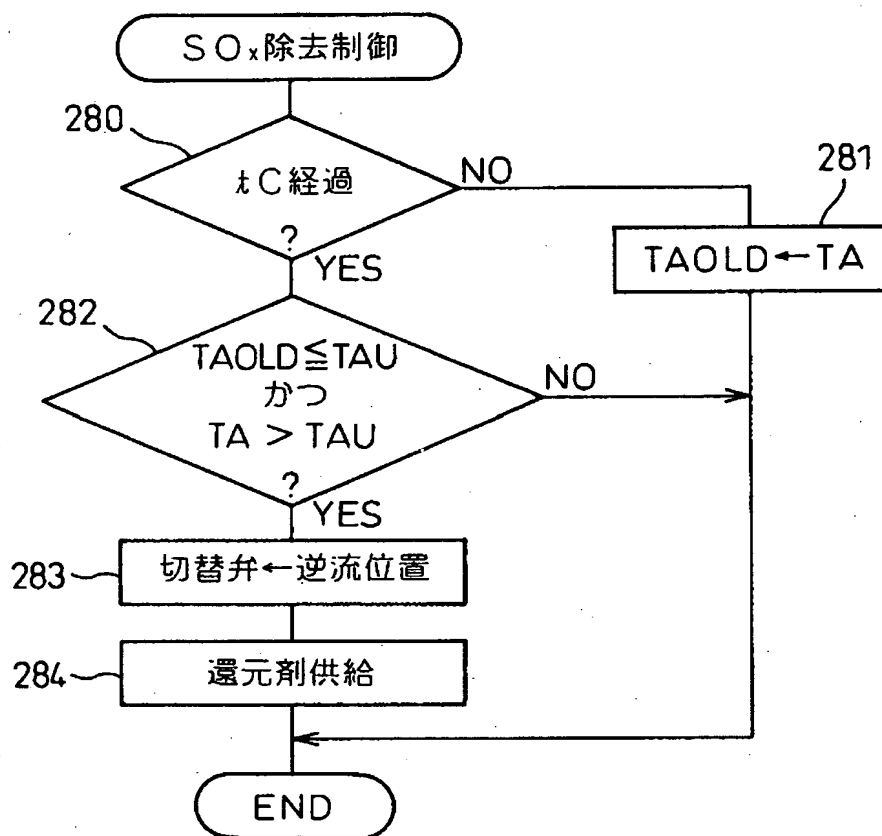 SOx除去制御
280
tC経過
?
NO
YES
281
TAOLD←TA
282
TAOLD≦TAU
かつ
TA > TAU
?
NO
YES
283
切替弁←逆流位置
284
還元剤供給
END